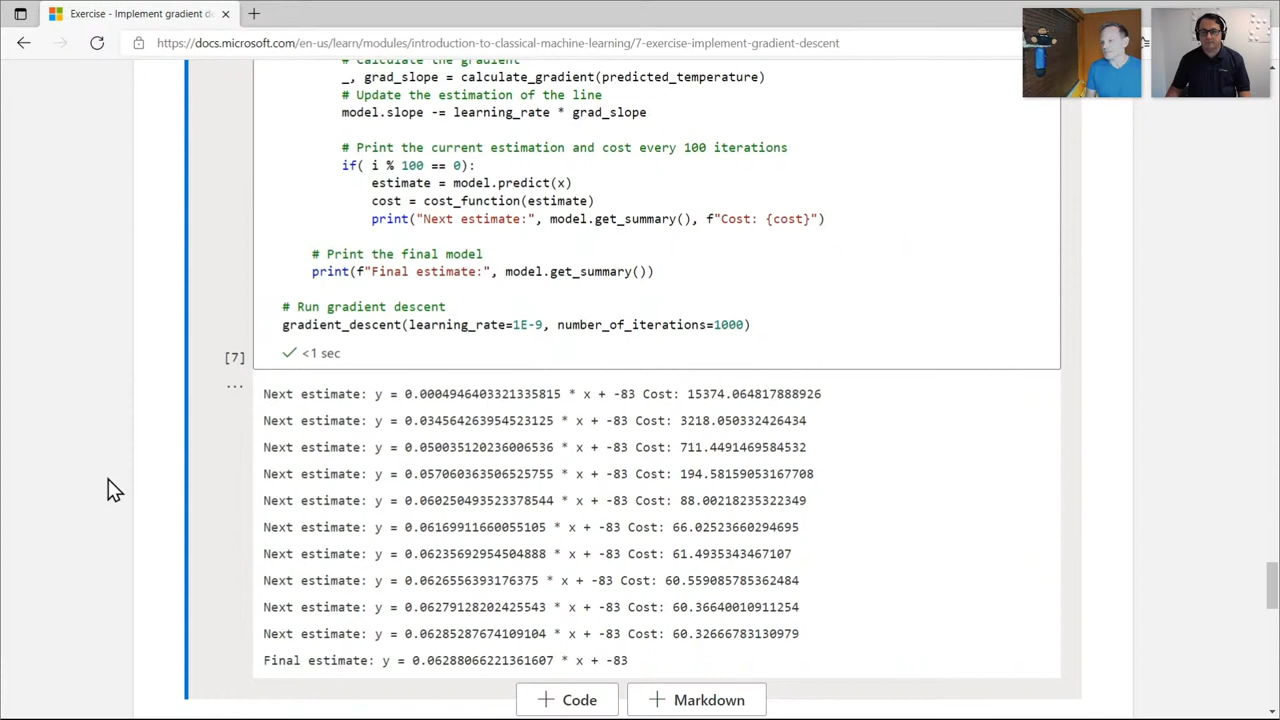 Exercise - Implement gradient de
https://docs.microsoft.com/en-us/learn/modules/introduction-to-classical-machine-learning/7-exercise-implement-gradient-descent
# Calculate the gradient
_, grad_slope = calculate_gradient(predicted_temperature)
# Update the estimation of the line
model.slope -= learning_rate * grad_slope
# Print the current estimation and cost every 100 iterations
if( i % 100 == 0):
estimate = model.predict(x)
cost = cost_function(estimate)
print("Next estimate:", model.get_summary(), f"Cost: {cost}")
# Print the final model
print(f"Final estimate:", model.get_summary())
# Run gradient descent
gradient_descent(learning_rate=1E-9, number_of_iterations=1000)
[7]
<1 sec
...
Next estimate: y = 0.0004946403321335815 * x + -83 Cost: 15374.064817888926
Next estimate: y = 0.034564263954523125 * x + -83 Cost: 3218.050332426434
Next estimate: y = 0.050035120236006536 * x + -83 Cost: 711.4491469584532
Next estimate: y = 0.057060363506525755 * x + -83 Cost: 194.58159053167708
Next estimate: y = 0.060250493523378544 * x + -83 Cost: 88.00218235322349
Next estimate: y = 0.06169911660055105 * x + -83 Cost: 66.02523660294695
Next estimate: y = 0.06235692954504888 * x + -83 Cost: 61.4935343467107
Next estimate: y = 0.0626556393176375 * x + -83 Cost: 60.559085785362484
Next estimate: y = 0.06279128202425543 * x + -83 Cost: 60.36640010911254
Next estimate: y = 0.06285287674109104 * x + -83 Cost: 60.32666783130979
Final estimate: y = 0.06288066221361607 * x + -83
+ Code
+ Markdown